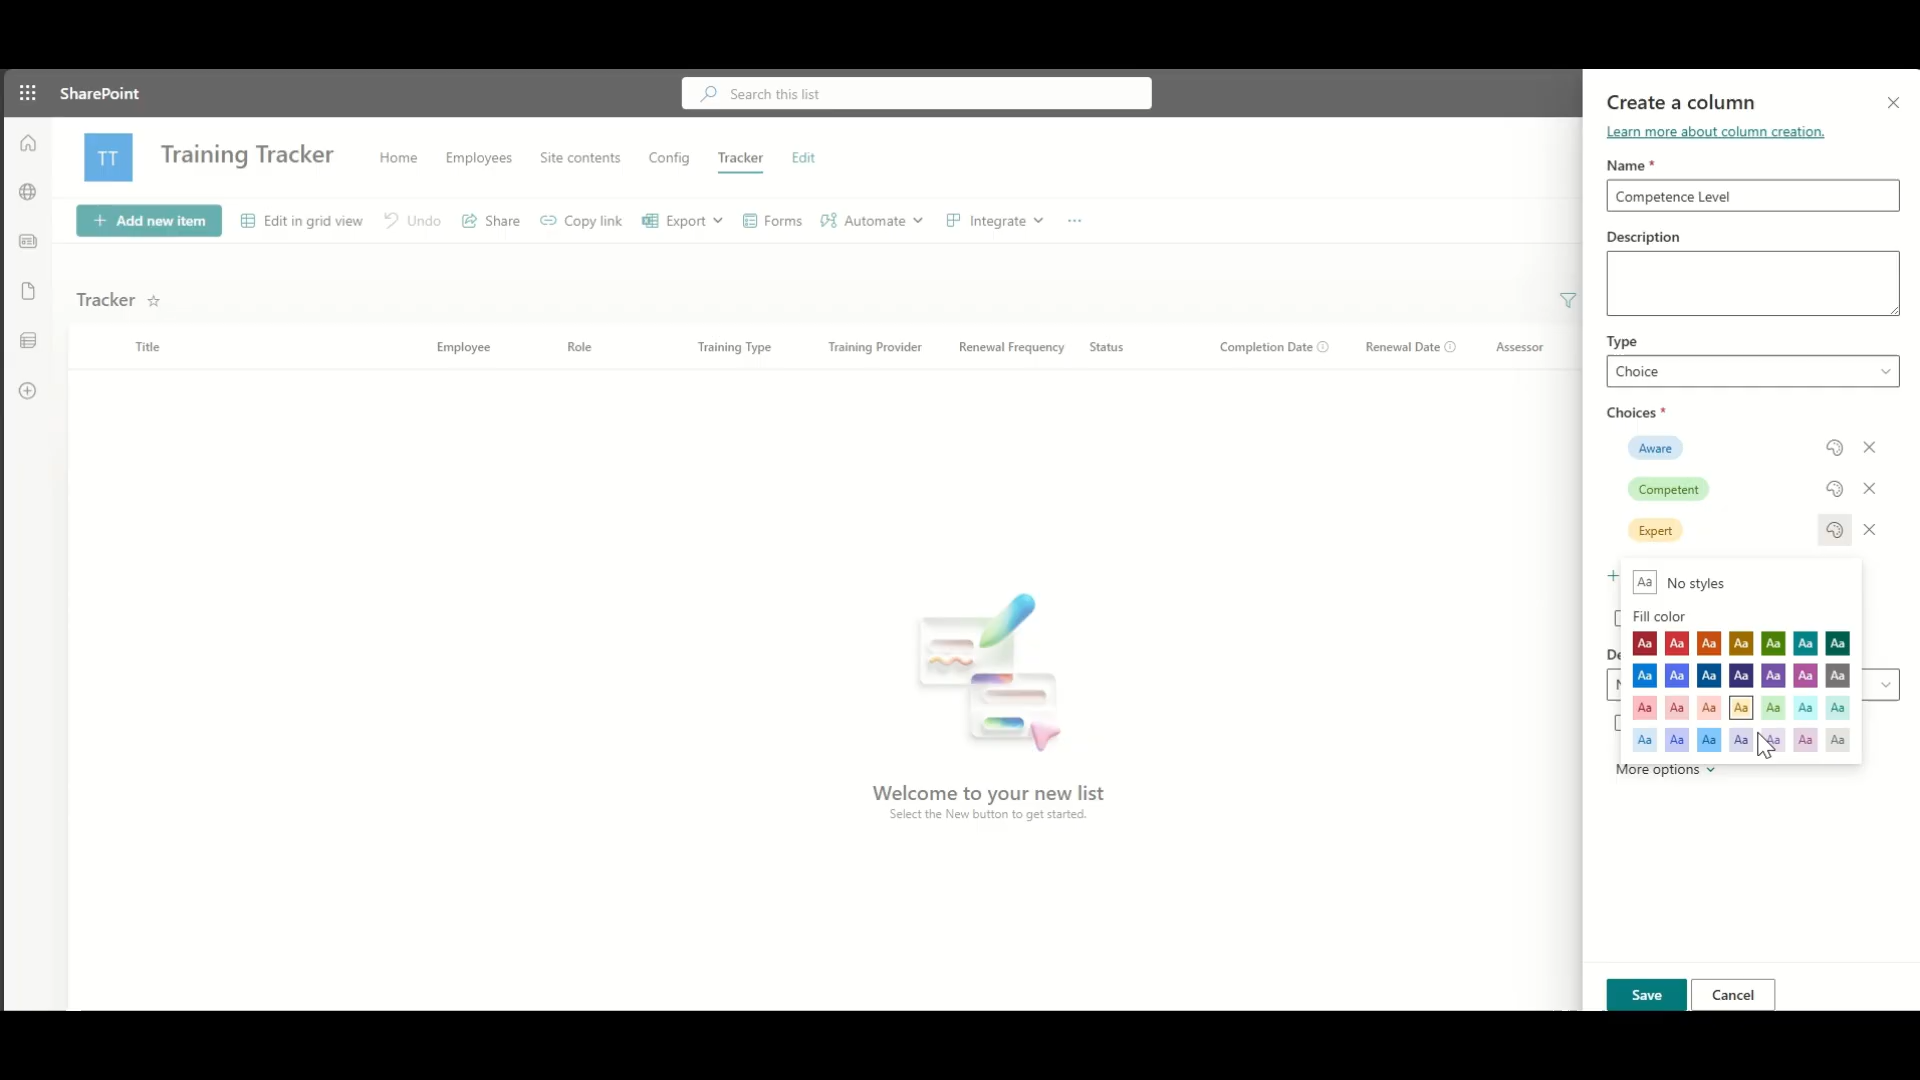 SharePoint
Search this list
TT
Training Tracker
Home
Employees
Site contents
Config
Tracker
Edit
Add new item
Edit in grid view
Undo
Share
Copy link
Export
Forms
Automate
Integrate
Tracker
Title
Employee
Role
Training Type
Training Provider
Renewal Frequency
Status
Completion Date
Renewal Date
Assessor
Welcome to your new list
Select the New button to get started.
Create a column
Learn more about column creation.
Name *
Competence Level
Description
Type
Choice
Choices *
Aware
Competent
Expert
Aa No styles
Fill color
Aa Aa Aa Aa Aa Aa Aa
Aa Aa Aa Aa Aa Aa Aa
Aa Aa Aa Aa Aa Aa Aa
Aa Aa Aa Aa Aa Aa Aa
More options
Save
Cancel